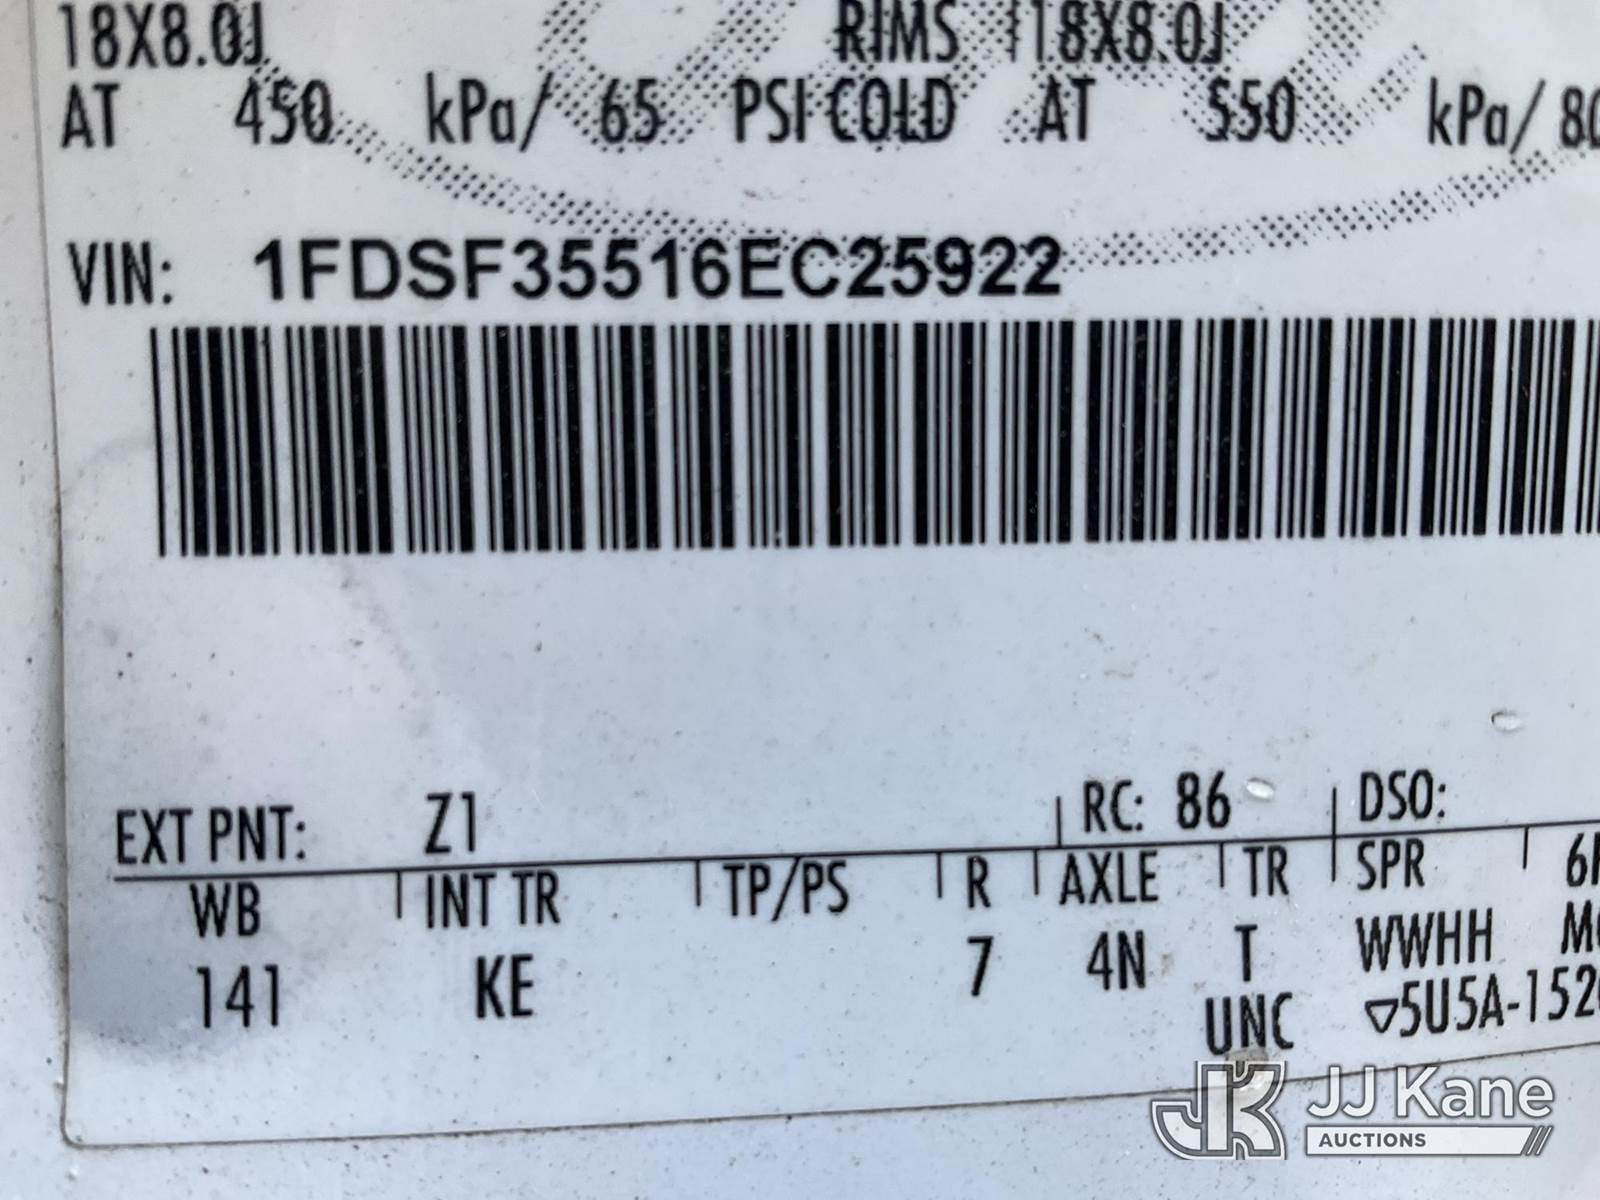 18X8.0J RIMS 18X8.0J
AT 450 kPa/ 65 PSI COLD AT 550 kPa/ 80
VIN: 1FDSF35516EC25922
EXT PNT: Z1 RC: 86 DSO:
WB INT TR TP/PS R AXLE TR SPR
141 KE 7 4N T WWHH
UNC ▽5U5A-152
JJ Kane
AUCTIONS